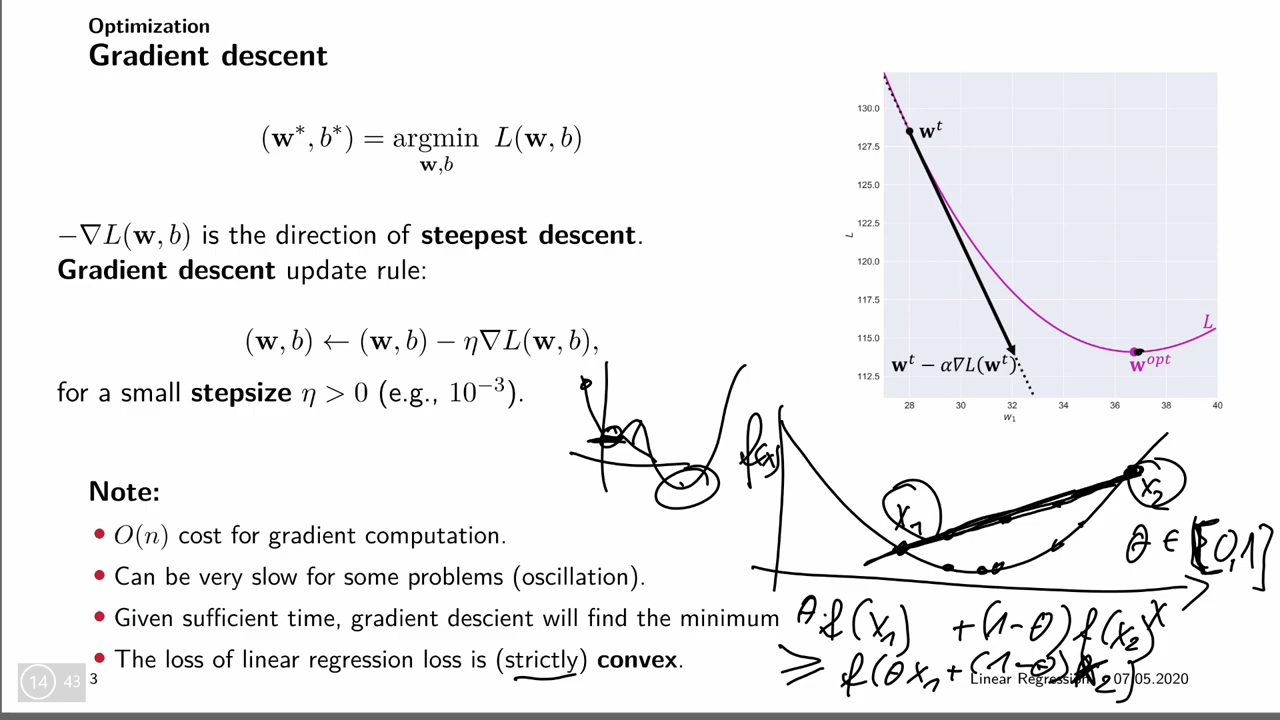 Optimization
Gradient descent
(w*, b*) = argmin L(w, b)
w,b
−∇L(w, b) is the direction of steepest descent.
Gradient descent update rule:
(w, b) ← (w, b) − η∇L(w, b),
for a small stepsize η > 0 (e.g., 10⁻³).
Note:
• O(n) cost for gradient computation.
• Can be very slow for some problems (oscillation).
• Given sufficient time, gradient descient will find the minimum
• The loss of linear regression loss is (strictly) convex.
130.0
127.5
125.0
122.5
120.0
117.5
115.0
112.5
L
28 30 32 34 36 38 40
w₁
wᵗ
L
wᵒᵖᵗ
wᵗ − α∇L(wᵗ)
f(x)
x₁
x₂
θ ∈ [0,1]
x
θ f(x₁) + (1-θ) f(x₂)
≥ f(θx₁ + (1-θ) x₂)
14 43 3
Linear Regression 07.05.2020